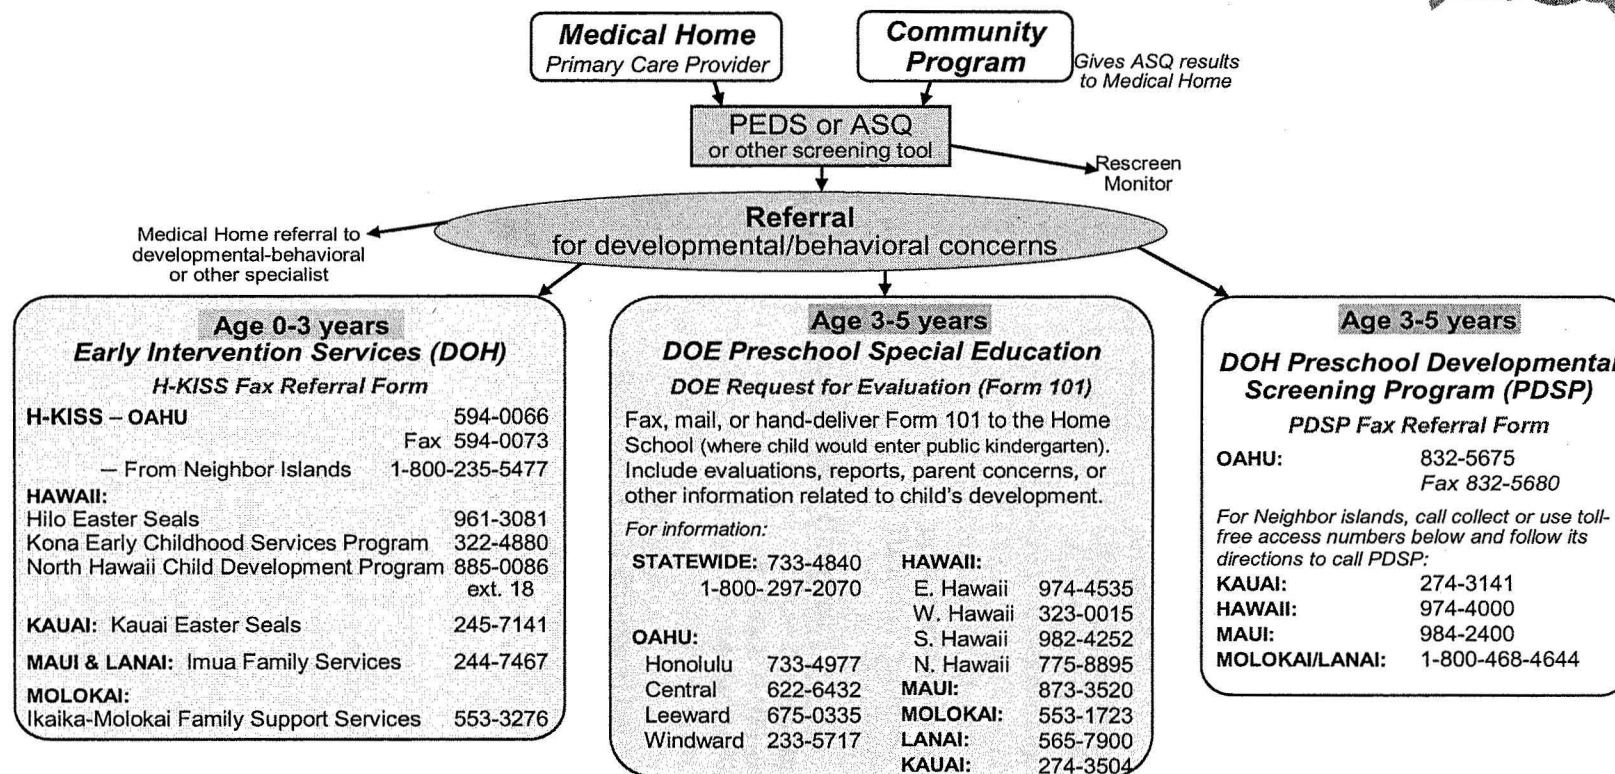 Medical Home
Primary Care Provider
Community
Program
Gives ASQ results
to Medical Home
PEDS or ASQ
or other screening tool
Rescreen
Monitor
Referral
for developmental/behavioral concerns
Medical Home referral to
developmental-behavioral
or other specialist
Age 0-3 years
Early Intervention Services (DOH)
H-KISS Fax Referral Form
H-KISS – OAHU 594-0066
Fax 594-0073
– From Neighbor Islands 1-800-235-5477
HAWAII:
Hilo Easter Seals 961-3081
Kona Early Childhood Services Program 322-4880
North Hawaii Child Development Program 885-0086
ext. 18
KAUAI: Kauai Easter Seals 245-7141
MAUI & LANAI: Imua Family Services 244-7467
MOLOKAI:
Ikaika-Molokai Family Support Services 553-3276
Age 3-5 years
DOE Preschool Special Education
DOE Request for Evaluation (Form 101)
Fax, mail, or hand-deliver Form 101 to the Home
School (where child would enter public kindergarten).
Include evaluations, reports, parent concerns, or
other information related to child's development.
For information:
STATEWIDE: 733-4840
1-800-297-2070
OAHU:
Honolulu 733-4977
Central 622-6432
Leeward 675-0335
Windward 233-5717
HAWAII:
E. Hawaii 974-4535
W. Hawaii 323-0015
S. Hawaii 982-4252
N. Hawaii 775-8895
MAUI: 873-3520
MOLOKAI: 553-1723
LANAI: 565-7900
KAUAI: 274-3504
Age 3-5 years
DOH Preschool Developmental
Screening Program (PDSP)
PDSP Fax Referral Form
OAHU: 832-5675
Fax 832-5680
For Neighbor islands, call collect or use toll-
free access numbers below and follow its
directions to call PDSP:
KAUAI: 274-3141
HAWAII: 974-4000
MAUI: 984-2400
MOLOKAI/LANAI: 1-800-468-4644